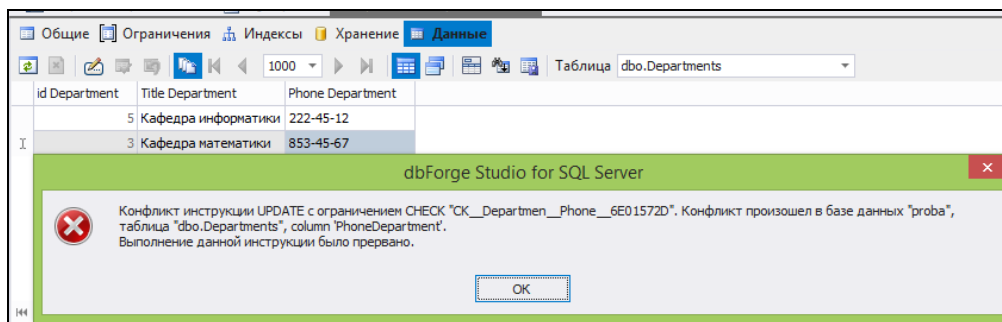 Общие Ограничения Индексы Хранение Данные
1000 Таблица dbo.Departments
id Department Title Department Phone Department
5 Кафедра информатики 222-45-12
3 Кафедра математики 853-45-67
dbForge Studio for SQL Server
Конфликт инструкции UPDATE с ограничением CHECK "CK__Departmen__Phone__6E01572D". Конфликт произошел в базе данных "proba",
таблица "dbo.Departments", column 'PhoneDepartment'.
Выполнение данной инструкции было прервано.
OK